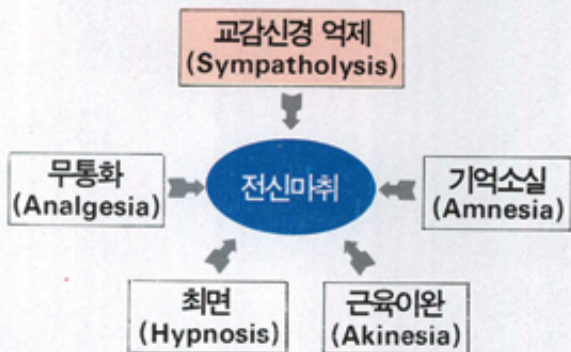 교감신경 억제
(Sympatholysis)
무통화
(Analgesia)
전신마취
기억소실
(Amnesia)
최면
(Hypnosis)
근육이완
(Akinesia)